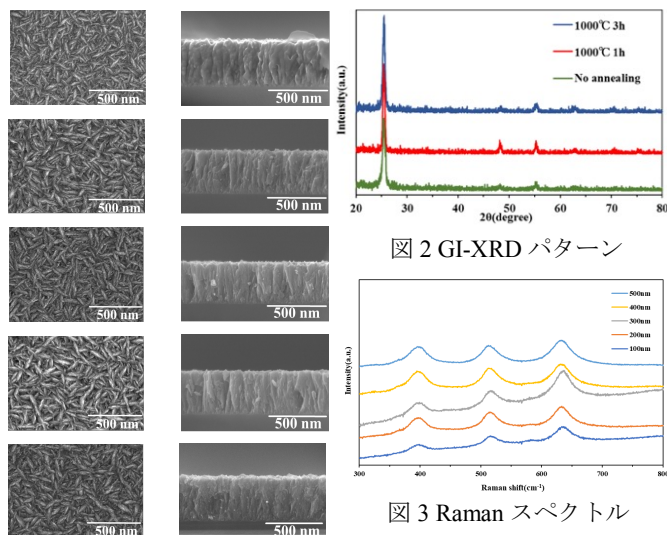 500 nm
500 nm
500 nm
500 nm
500 nm
500 nm
500 nm
500 nm
500 nm
500 nm
Intensity(a.u.)
1000℃ 3h
1000℃ 1h
No annealing
20 30 40 50 60 70 80
2θ(degree)
図 2 GI-XRD パターン
Intensity(a.u.)
500nm
400nm
300nm
200nm
100nm
300 400 500 600 700 800
Raman shift(cm⁻¹)
図 3 Raman スペクトル